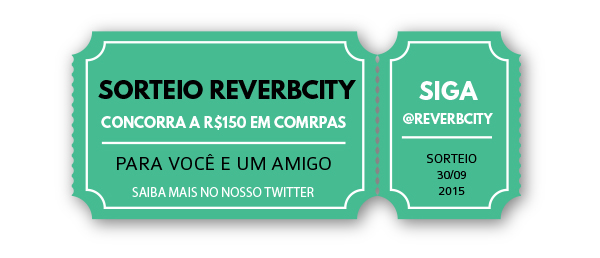 SORTEIO REVERBCITY
CONCORRA A R$150 EM COMRPAS
PARA VOCÊ E UM AMIGO
SAIBA MAIS NO NOSSO TWITTER
SIGA
@REVERBCITY
SORTEIO
30/09
2015